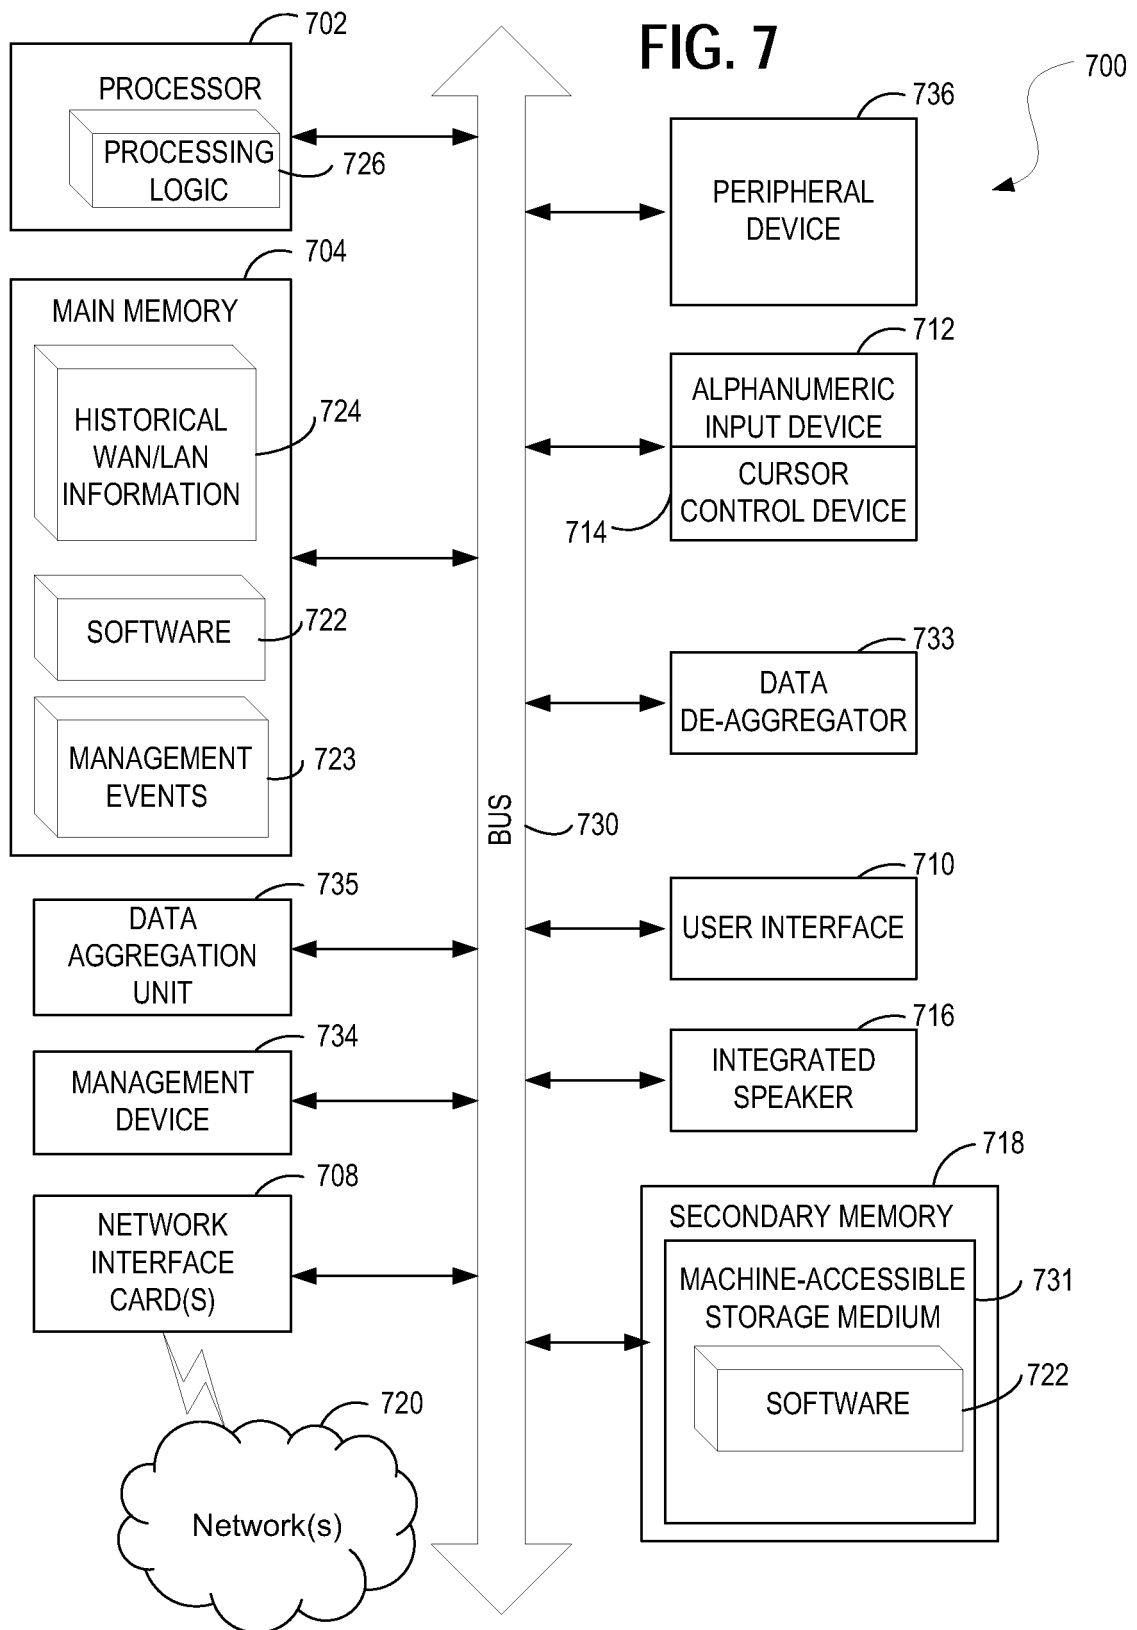 FIG. 7
700
702
PROCESSOR
PROCESSING
LOGIC
726
704
MAIN MEMORY
HISTORICAL
WAN/LAN
INFORMATION
724
SOFTWARE
722
MANAGEMENT
EVENTS
723
735
DATA
AGGREGATION
UNIT
734
MANAGEMENT
DEVICE
708
NETWORK
INTERFACE
CARD(S)
720
Network(s)
BUS
730
736
PERIPHERAL
DEVICE
712
ALPHANUMERIC
INPUT DEVICE
CURSOR
CONTROL DEVICE
714
733
DATA
DE-AGGREGATOR
710
USER INTERFACE
716
INTEGRATED
SPEAKER
718
SECONDARY MEMORY
MACHINE-ACCESSIBLE
STORAGE MEDIUM
731
SOFTWARE
722